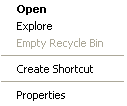 Open
Explore
Empty Recycle Bin
Create Shortcut
Properties